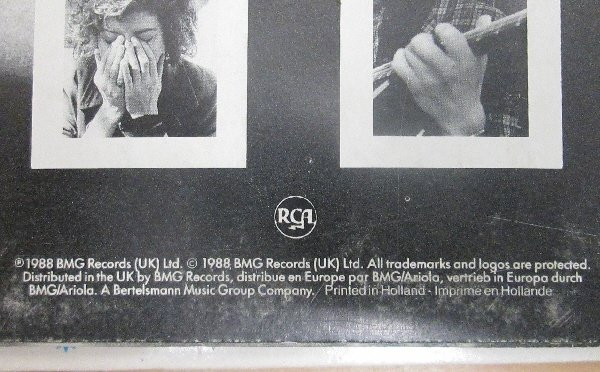 RCA
℗1988 BMG Records (UK) Ltd. © 1988 BMG Records (UK) Ltd. All trademarks and logos are protected.
Distributed in the UK by BMG Records, distribue en Europe par BMG/Ariola, vertrieb in Europa durch
BMG/Ariola. A Bertelsmann Music Group Company. Printed in Holland - Imprime en Hollande